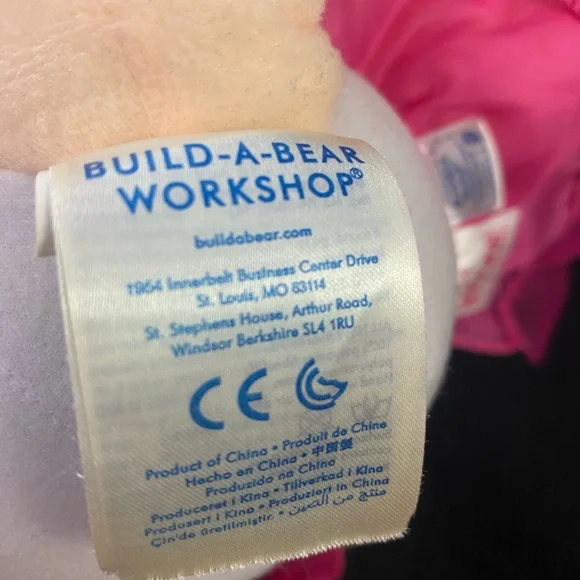 BUILD-A-BEAR
WORKSHOP®
buildabear.com
1954 Innerbelt Business Center Drive
St. Louis, MO 63114
St. Stephens House, Arthur Road,
Windsor Berkshire SL4 1RU
CE
Product of China • Produit de Chine
Hecho en China • 中国製
Produzido na China
Produceret i Kina • Tillverkad i Kina
Produsert i Kina • Produziert in China
Çin'de üretilmiştir. • منتج من الصين